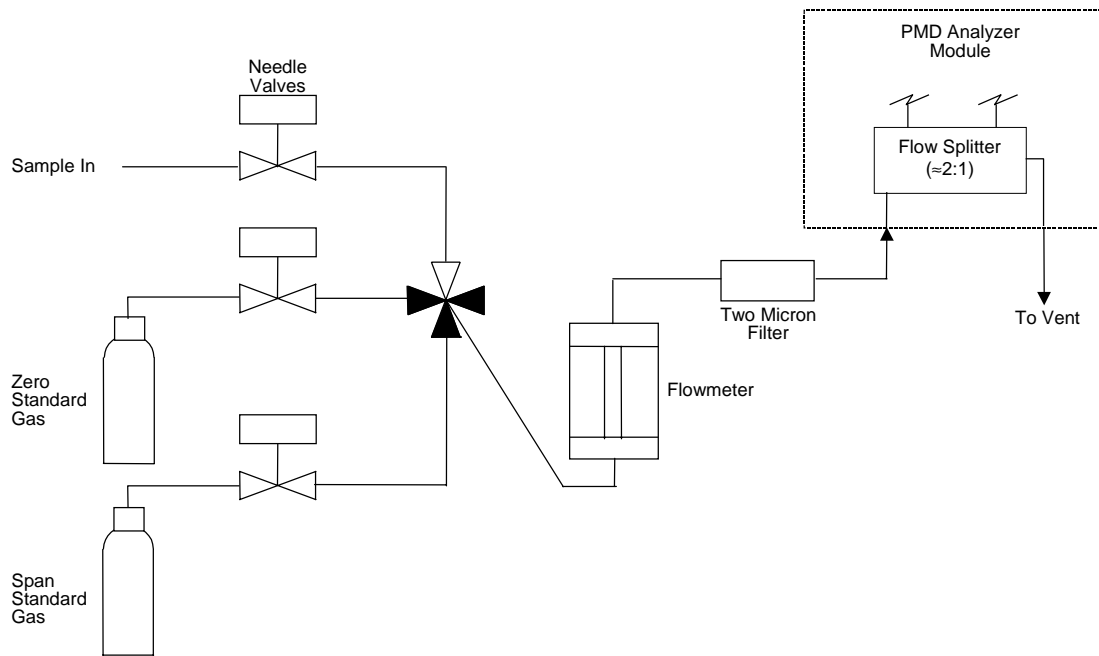 PMD Analyzer
Module
Needle
Valves
Sample In
Flow Splitter
(≈2:1)
Two Micron
Filter
To Vent
Zero
Standard
Gas
Flowmeter
Span
Standard
Gas